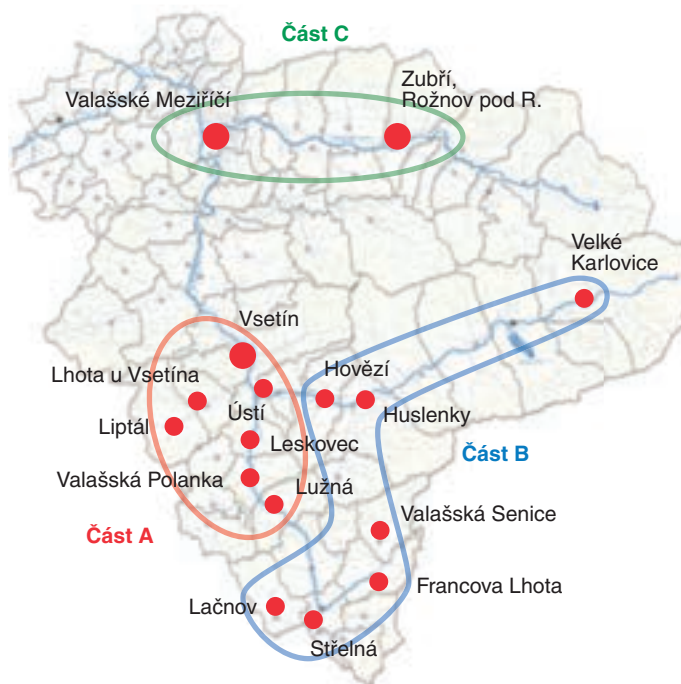 Část C
Zubří,
Rožnov pod R.
Valašské Meziříčí
Velké
Karlovice
Vsetín
Hovězí
Lhota u Vsetína
Ústí
Huslenky
Liptál
Leskovec
Část B
Valašská Polanka
Lužná
Valašská Senice
Část A
Francova Lhota
Lačnov
Střelná